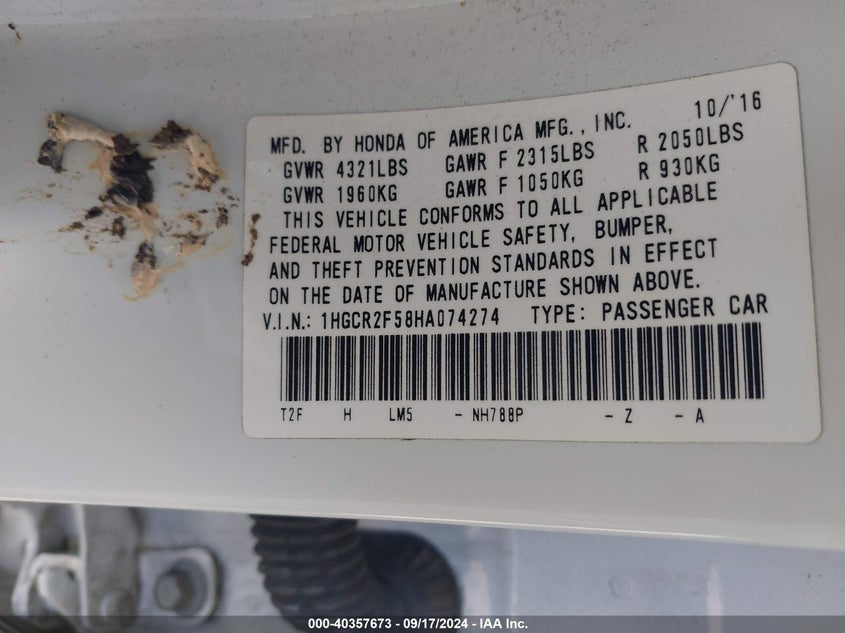 10/'16
MFD. BY HONDA OF AMERICA MFG., INC.
GVWR 4321LBS GAWR F 2315LBS R 2050LBS
GVWR 1960KG GAWR F 1050KG R 930KG
THIS VEHICLE CONFORMS TO ALL APPLICABLE
FEDERAL MOTOR VEHICLE SAFETY, BUMPER,
AND THEFT PREVENTION STANDARDS IN EFFECT
ON THE DATE OF MANUFACTURE SHOWN ABOVE.
V.I.N.: 1HGCR2F58HA074274 TYPE: PASSENGER CAR
T2F H LM5 - NH788P - Z - A
000-40357673 - 09/17/2024 - IAA Inc.